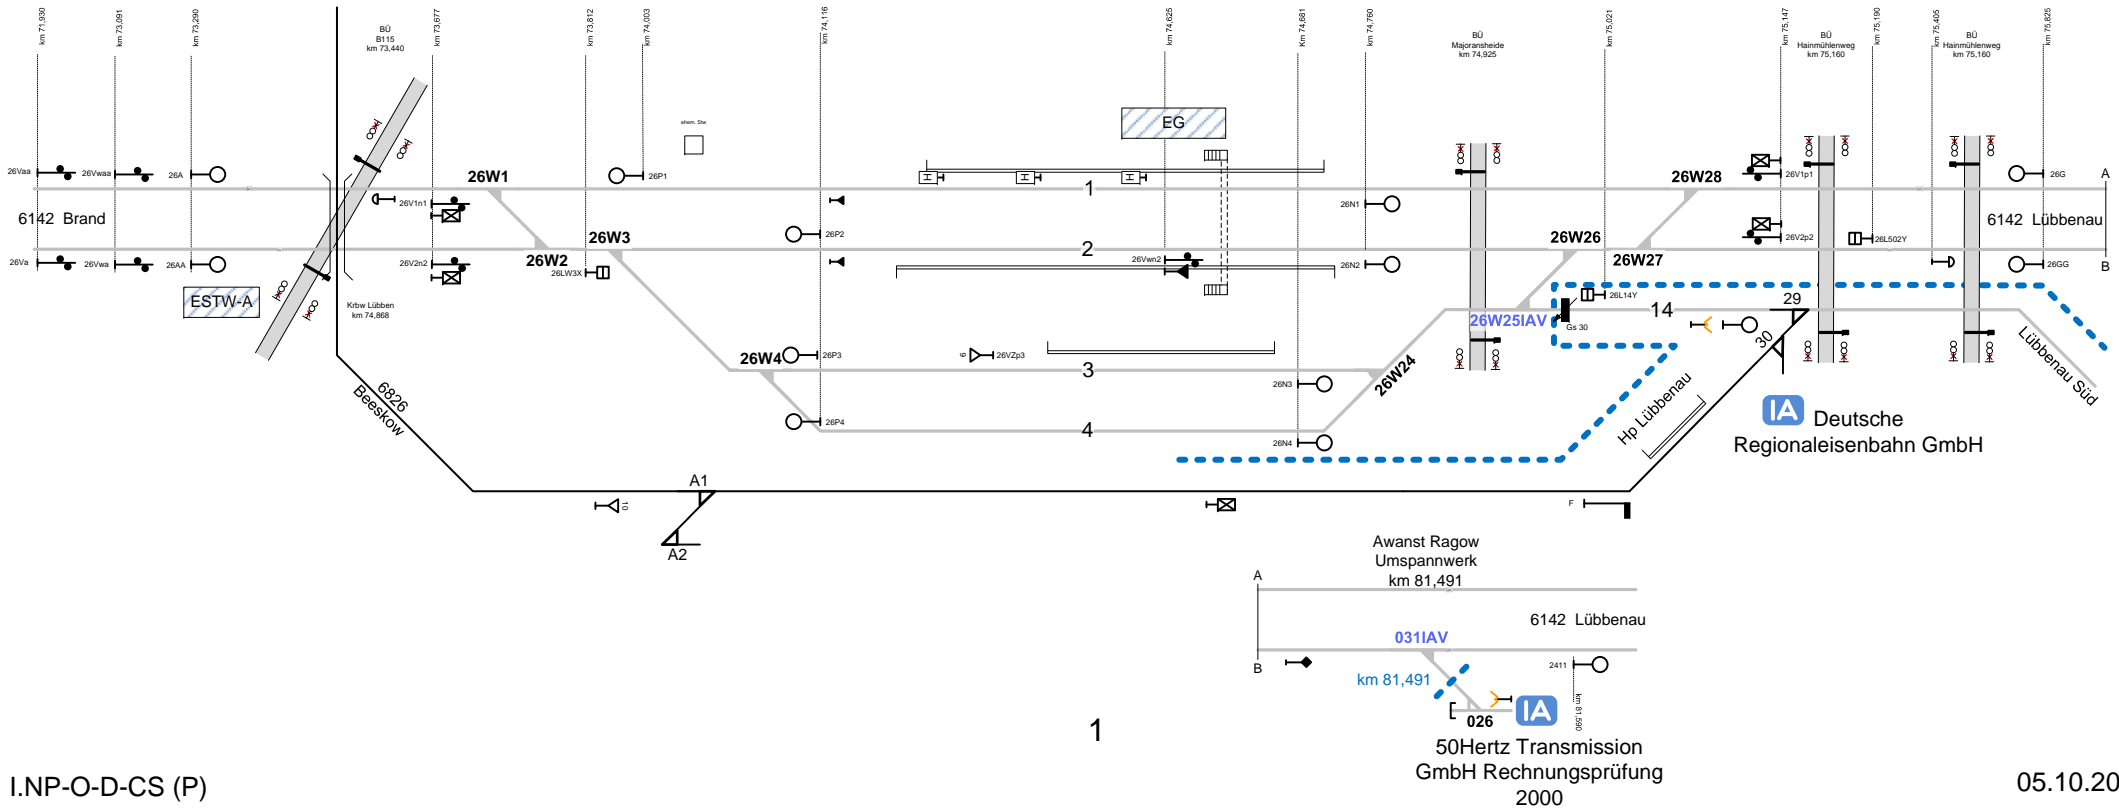 km 71,930
km 73,091
km 73,290
BÜ
B115
km 73,440
km 73,677
km 73,812
km 74,003
km 74,116
km 74,625
Km 74,681
km 74,760
BÜ
Majoransheide
km 74,925
km 75,021
km 75,147
BÜ
Hainmühlenweg
km 75,160
km 75,190
km 75,405
BÜ
Hainmühlenweg
km 75,160
km 75,825
ehem. Stw
EG
26Vaa
26Vwaa
26A
26W1
26P1
H
H
H
1
26W28
26V1p1
26G
A
6142 Brand
26V1n1
26P2
26N1
6142 Lübbenau
26W3
26W2
2
26W26
26W27
26V2p2
26L502Y
26Va
26Vwa
26AA
26V2n2
26LW3X
26Vwn2
26N2
26GG
B
ESTW-A
Krbw Lübben
km 74,868
26L14Y
26W25IAV
Gs 30
14
29
30
Lübbenau Süd
26W4
26P3
9
26VZp3
3
26N3
26W24
6826
Beeskow
26P4
4
26N4
Hp Lübbenau
IA
Deutsche
Regionaleisenbahn GmbH
A1
10
A2
F
Awanst Ragow
Umspannwerk
km 81,491
A
6142 Lübbenau
031IAV
B
2411
km 81,491
km 81,590
026
IA
1
50Hertz Transmission
GmbH Rechnungsprüfung
2000
I.NP-O-D-CS (P)
05.10.20